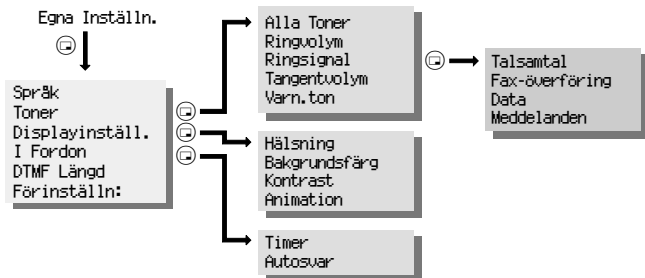 Egna Inställn.
Språk
Toner
Displayinställ.
I Fordon
DTMF Längd
Förinställn:
Alla Toner
Ringvolym
Ringsignal
Tangentvolym
Varn.ton
Talsamtal
Fax-överföring
Data
Meddelanden
Hälsning
Bakgrundsfärg
Kontrast
Animation
Timer
Autosvar